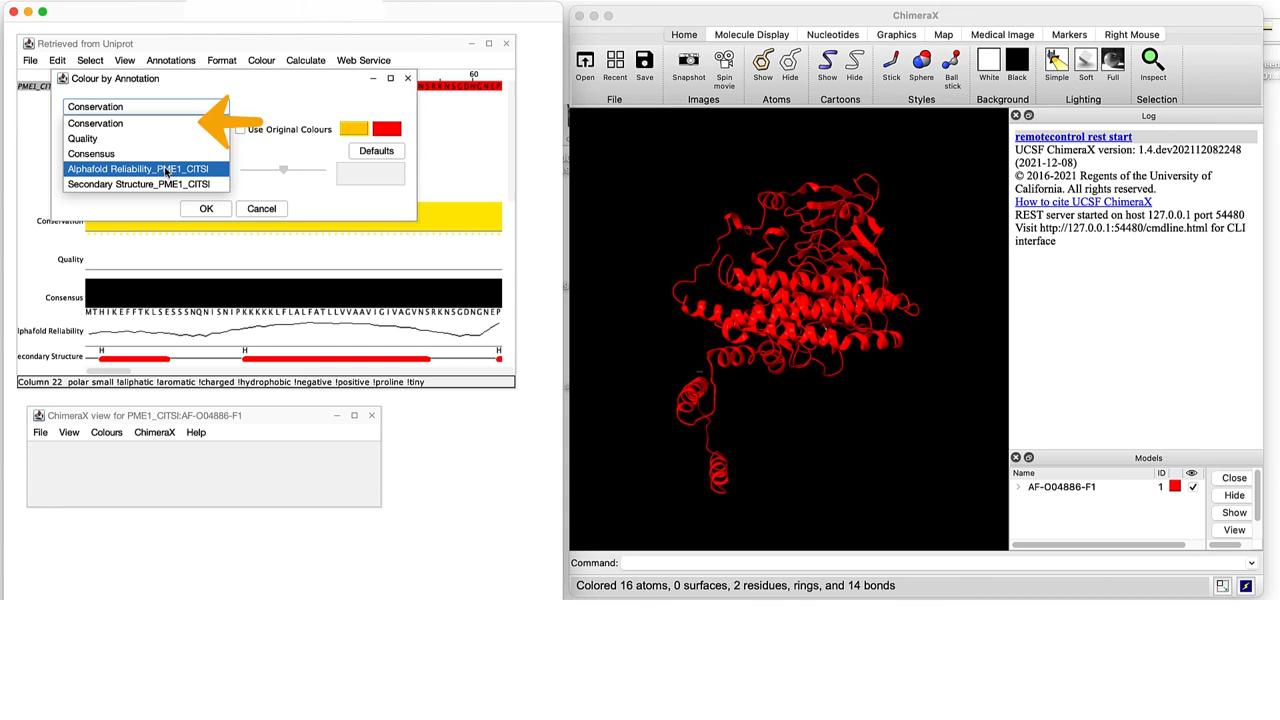 Retrieved from Uniprot
File Edit Select View Annotations Format Colour Calculate Web Service
Colour by Annotation
60
PME1_CITSI
NSRKNSGDNGNEP
Conservation
Conservation
Quality
Consensus
Alphafold Reliability_PME1_CITSI
Secondary Structure_PME1_CITSI
Use Original Colours
Defaults
OK Cancel
Conservation
Quality
Consensus
MTHIKEFFTKLSESSSNQNISNIPKKKKKLFLALFATLLVVAAVIGIVAGVNSRKNSGDNGNEP
lphafold Reliability
H H H
econdary Structure
Column 22 polar small !aliphatic !aromatic !charged !hydrophobic !negative !positive !proline !tiny
ChimeraX view for PME1_CITSI:AF-O04886-F1
File View Colours ChimeraX Help
ChimeraX
Home Molecule Display Nucleotides Graphics Map Medical Image Markers Right Mouse
Open Recent Save Snapshot Spin movie Show Hide Show Hide Stick Sphere Ball stick White Black Simple Soft Full Inspect
File Images Atoms Cartoons Styles Background Lighting Selection
Log
remotecontrol rest start
UCSF ChimeraX version: 1.4.dev202112082248
(2021-12-08)
© 2016-2021 Regents of the University of
California. All rights reserved.
How to cite UCSF ChimeraX
REST server started on host 127.0.0.1 port 54480
Visit http://127.0.0.1:54480/cmdline.html for CLI
interface
Models
Name ID
AF-O04886-F1 1
Close
Hide
Show
View
Command:
Colored 16 atoms, 0 surfaces, 2 residues, rings, and 14 bonds